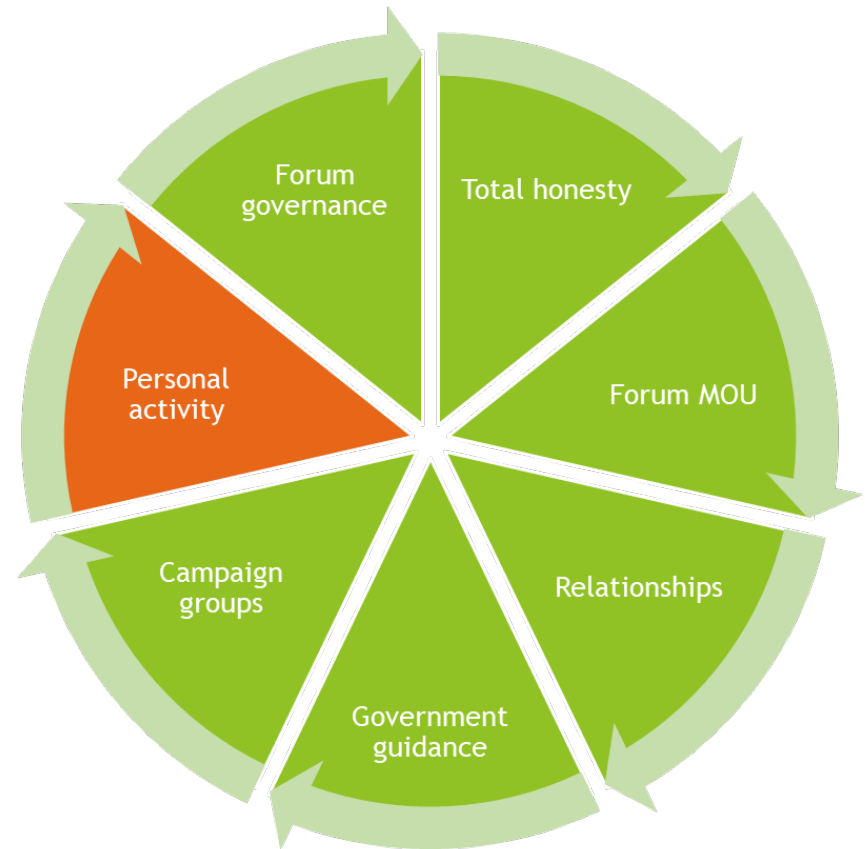 Total honesty
Forum MOU
Relationships
Government
guidance
Campaign
groups
Personal
activity
Forum
governance